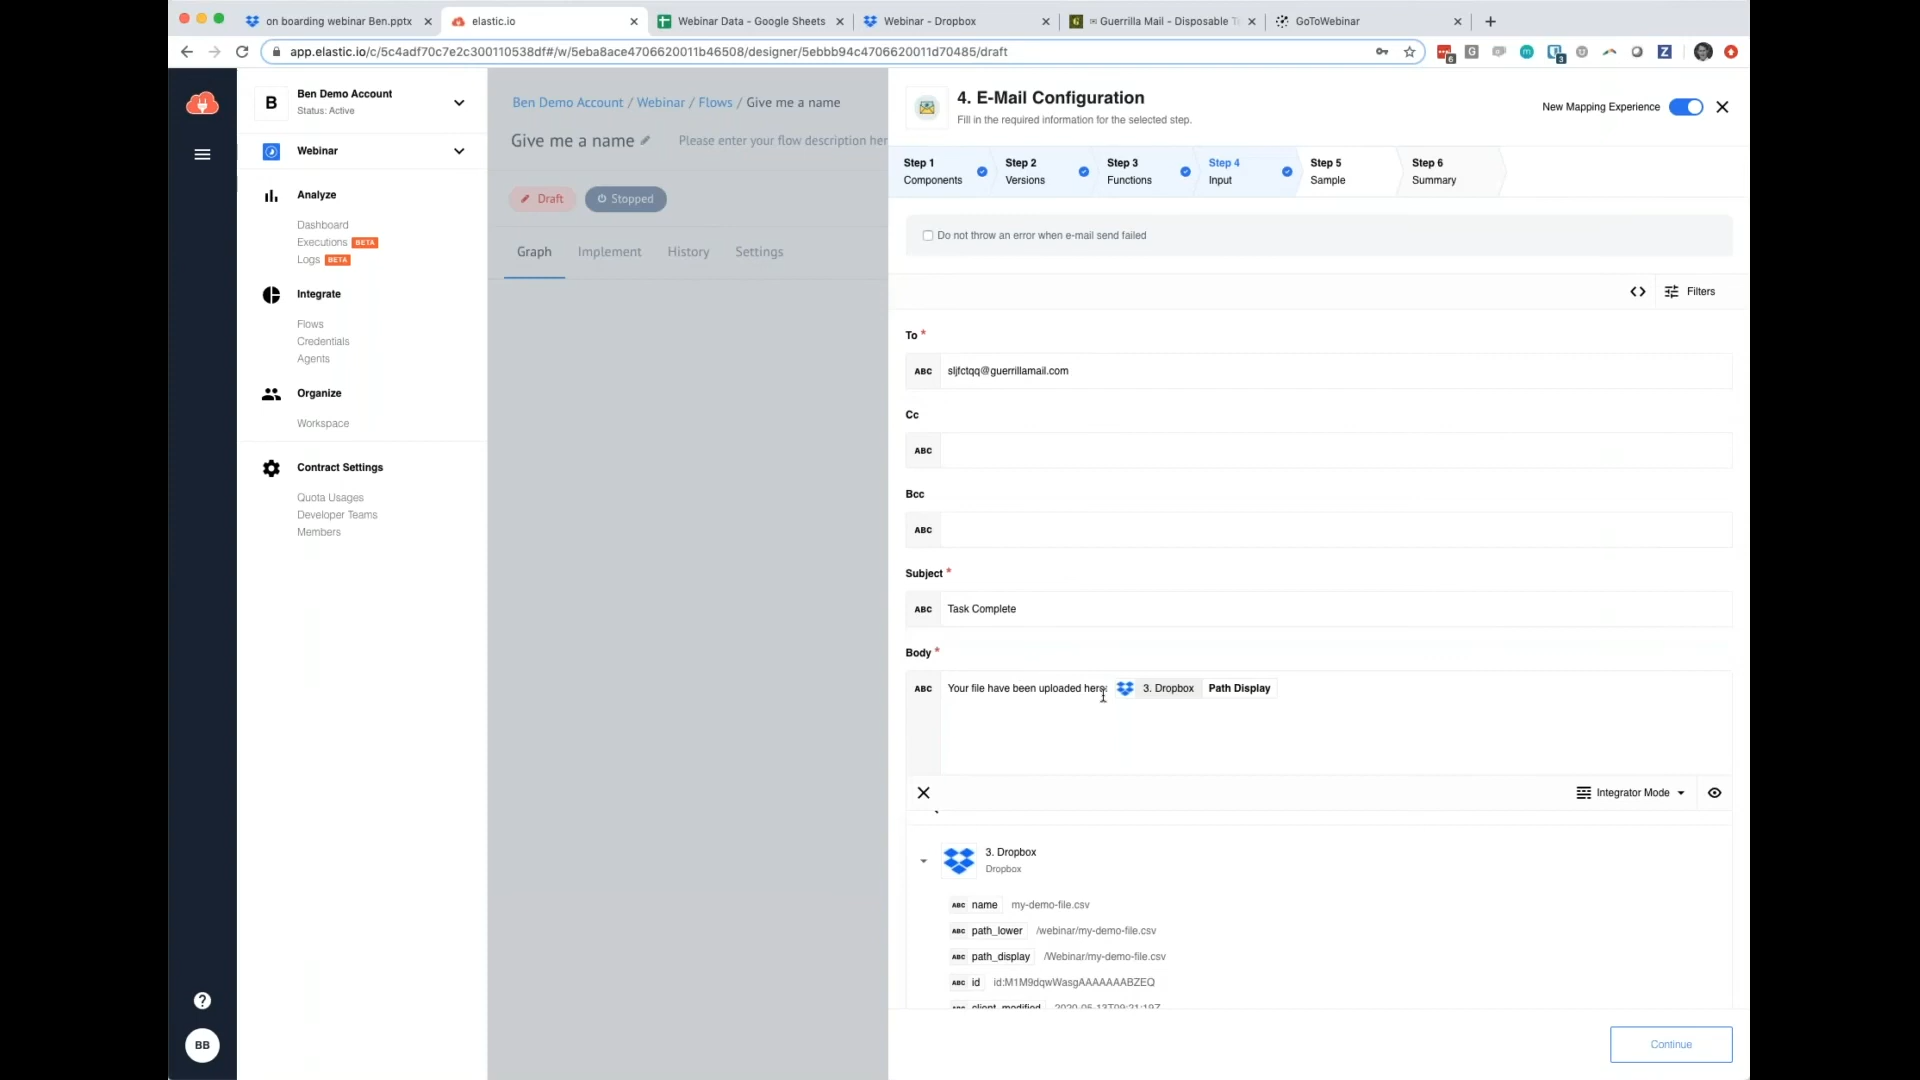 on boarding webinar Ben.pptx
elastic.io
Webinar Data - Google Sheets
Webinar - Dropbox
Guerrilla Mail - Disposable T
GoToWebinar
app.elastic.io/c/5c4adf70c7e2c300110538df#/w/5eba8ace4706620011b46508/designer/5ebbb94c4706620011d70485/draft
B
Ben Demo Account
Status: Active
Webinar
Analyze
Dashboard
Executions BETA
Logs BETA
Integrate
Flows
Credentials
Agents
Organize
Workspace
Contract Settings
Quota Usages
Developer Teams
Members
BB
Ben Demo Account / Webinar / Flows / Give me a name
Give me a name
Please enter your flow description her
Draft
Stopped
Graph
Implement
History
Settings
4. E-Mail Configuration
Fill in the required information for the selected step.
New Mapping Experience
Step 1
Components
Step 2
Versions
Step 3
Functions
Step 4
Input
Step 5
Sample
Step 6
Summary
Do not throw an error when e-mail send failed
Filters
To *
ABC sljfctqq@guerrillamail.com
Cc
ABC
Bcc
ABC
Subject *
ABC Task Complete
Body *
ABC Your file have been uploaded here: 3. Dropbox Path Display
Integrator Mode
3. Dropbox
Dropbox
ABC name my-demo-file.csv
ABC path_lower /webinar/my-demo-file.csv
ABC path_display /Webinar/my-demo-file.csv
ABC id id:M1M9dqwWasgAAAAAAABZEQ
client_modified 2020-05-13T09:21:19Z
Continue